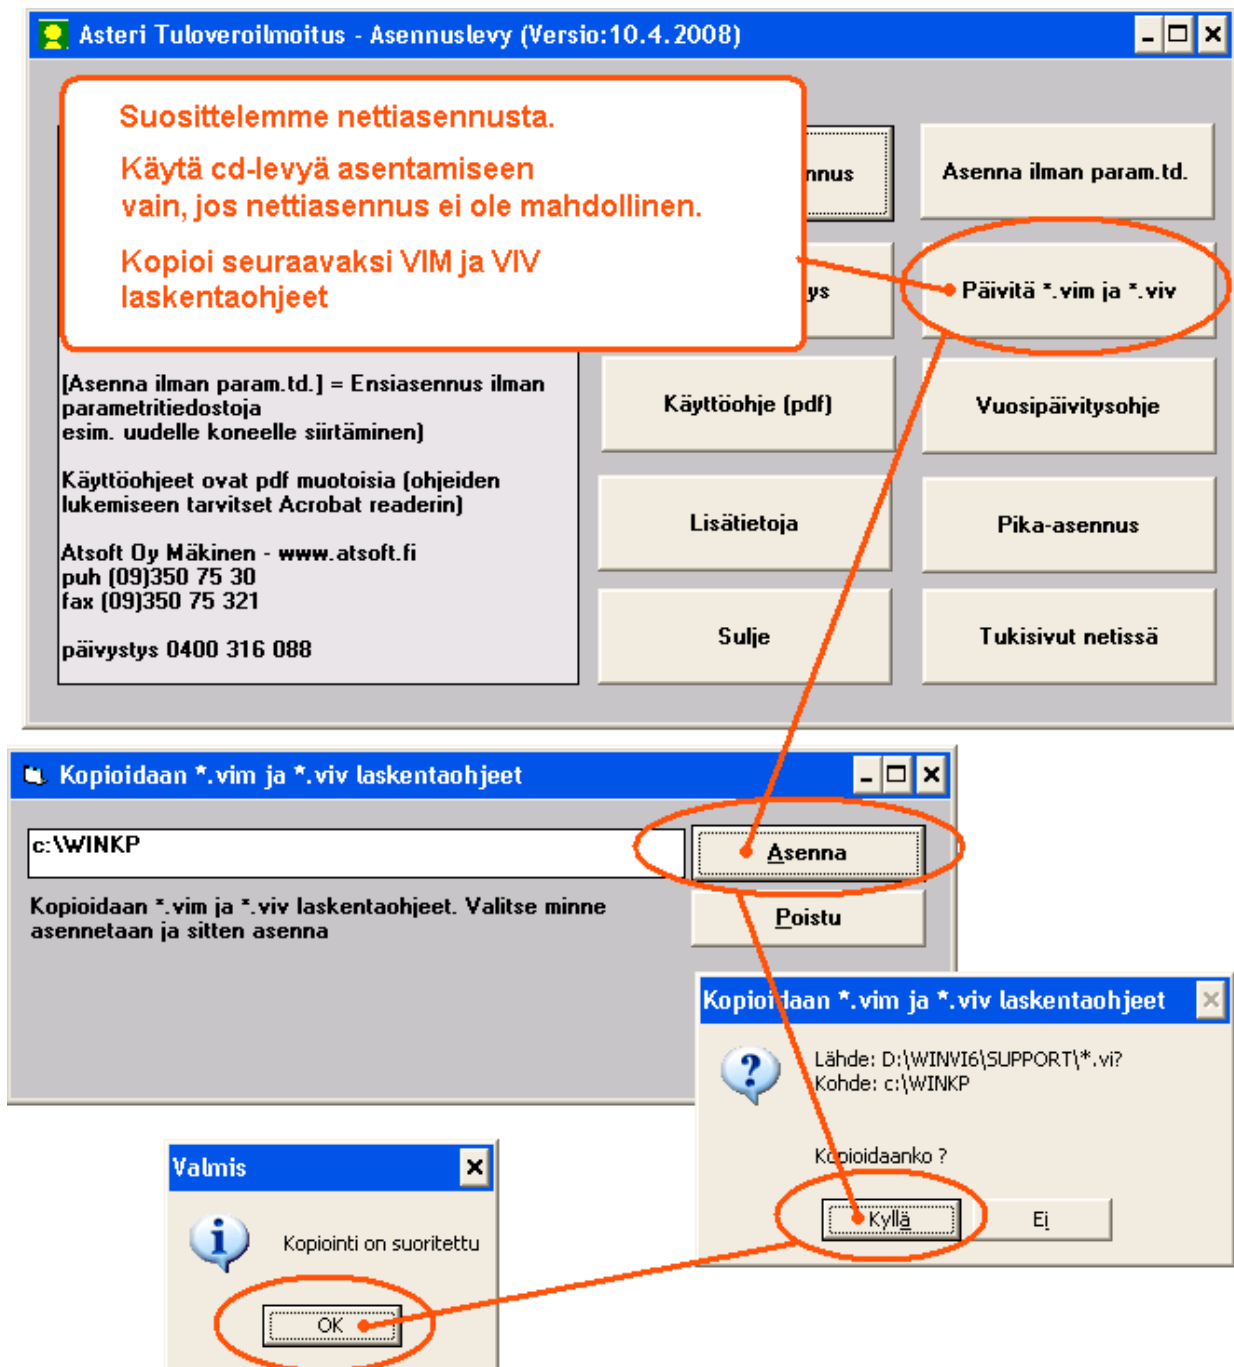 Asteri Tuloveroilmoitus - Asennuslevy (Versio:10.4.2008)
Suosittelemme nettiasennusta.
Käytä cd-levyä asentamiseen
vain, jos nettiasennus ei ole mahdollinen.
Kopioi seuraavaksi VIM ja VIV
laskentaohjeet
nnus
Asenna ilman param.td.
ys
Päivitä *.vim ja *.viv
[Asenna ilman param.td.] = Ensiasennus ilman
parametritiedostoja
esim. uudelle koneelle siirtäminen)
Käyttöohjeet ovat pdf muotoisia (ohjeiden
lukemiseen tarvitset Acrobat readerin)
Atsoft Oy Mäkinen - www.atsoft.fi
puh (09)350 75 30
fax (09)350 75 321
päivystys 0400 316 088
Käyttöohje (pdf)
Vuosipäivitysohje
Lisätietoja
Pika-asennus
Sulje
Tukisivut netissä
Kopioidaan *.vim ja *.viv laskentaohjeet
c:\WINKP
Asenna
Kopioidaan *.vim ja *.viv laskentaohjeet. Valitse minne
asennetaan ja sitten asenna
Poistu
Kopioidaan *.vim ja *.viv laskentaohjeet
Lähde: D:\WINVI6\SUPPORT\*.vi?
Kohde: c:\WINKP
Kopioidaanko ?
Kyllä
Ei
Valmis
Kopiointi on suoritettu
OK